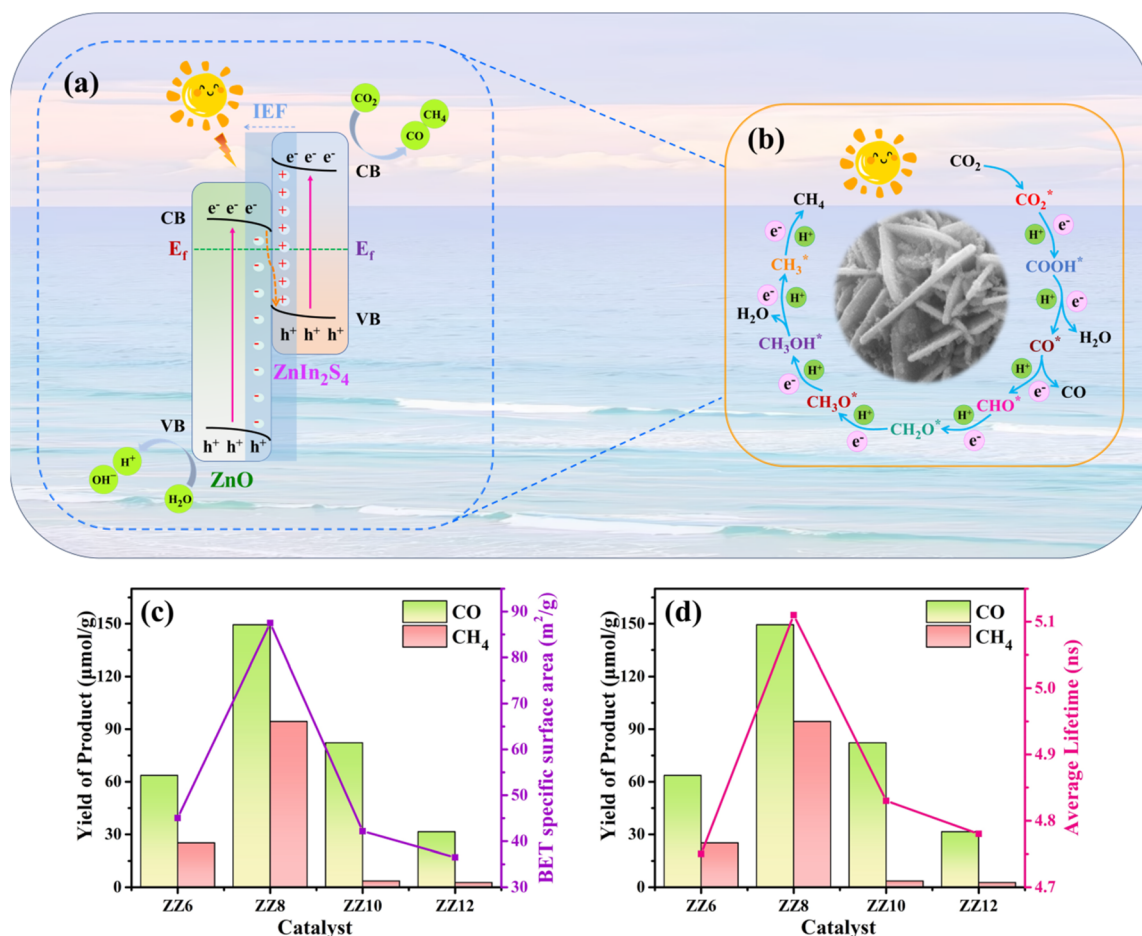 (a)
IEF
CO₂
CH₄
CO
e⁻ e⁻ e⁻
CB
+
+
+
+
+
+
+
+
CB
e⁻ e⁻ e⁻
E_f
E_f
-
-
-
-
-
-
-
-
VB
h⁺ h⁺ h⁺
ZnIn₂S₄
VB
h⁺ h⁺ h⁺
ZnO
H⁺
OH⁻
H₂O
(b)
CO₂
CO₂*
H⁺
e⁻
COOH*
H⁺
e⁻
H₂O
CO*
H⁺
e⁻
CO
CHO*
H⁺
e⁻
CH₂O*
H⁺
e⁻
CH₃O*
H⁺
e⁻
CH₃OH*
H⁺
e⁻
H₂O
CH₃*
H⁺
e⁻
CH₄
(c)
CO
CH₄
Yield of Product (μmol/g)
150
120
90
60
30
0
BET specific surface area (m²/g)
90
80
70
60
50
40
30
ZZ6 ZZ8 ZZ10 ZZ12
Catalyst
(d)
CO
CH₄
Yield of Product (μmol/g)
150
120
90
60
30
0
Average Lifetime (ns)
5.1
5.0
4.9
4.8
4.7
ZZ6 ZZ8 ZZ10 ZZ12
Catalyst